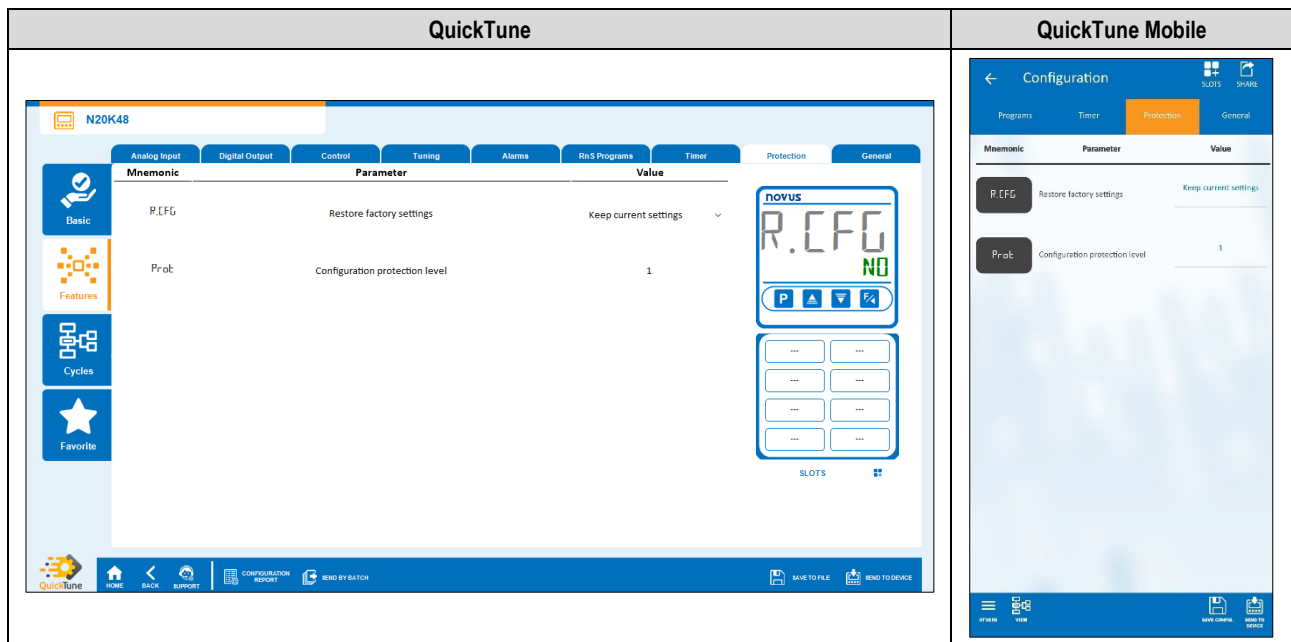 QuickTune
QuickTune Mobile
N20K48
Analog Input Digital Output Control Tuning Alarms RnS Programs Timer Protection General
Mnemonic Parameter Value
R.CFG Restore factory settings Keep current settings
Prot Configuration protection level 1
Basic
Features
Cycles
Favorite
novus
R.CFG
NO
P F/
--- ---
--- ---
--- ---
--- ---
SLOTS
QuickTune
HOME BACK SUPPORT CONFIGURATION REPORT SEND BY BATCH SAVE TO FILE SEND TO DEVICE
Configuration
SLOTS SHARE
Programs Timer Protection General
Mnemonic Parameter Value
R.CFG Restore factory settings Keep current settings
Prot Configuration protection level 1
OTHERS VIEW SAVE CONFIG. SEND TO
DEVICE